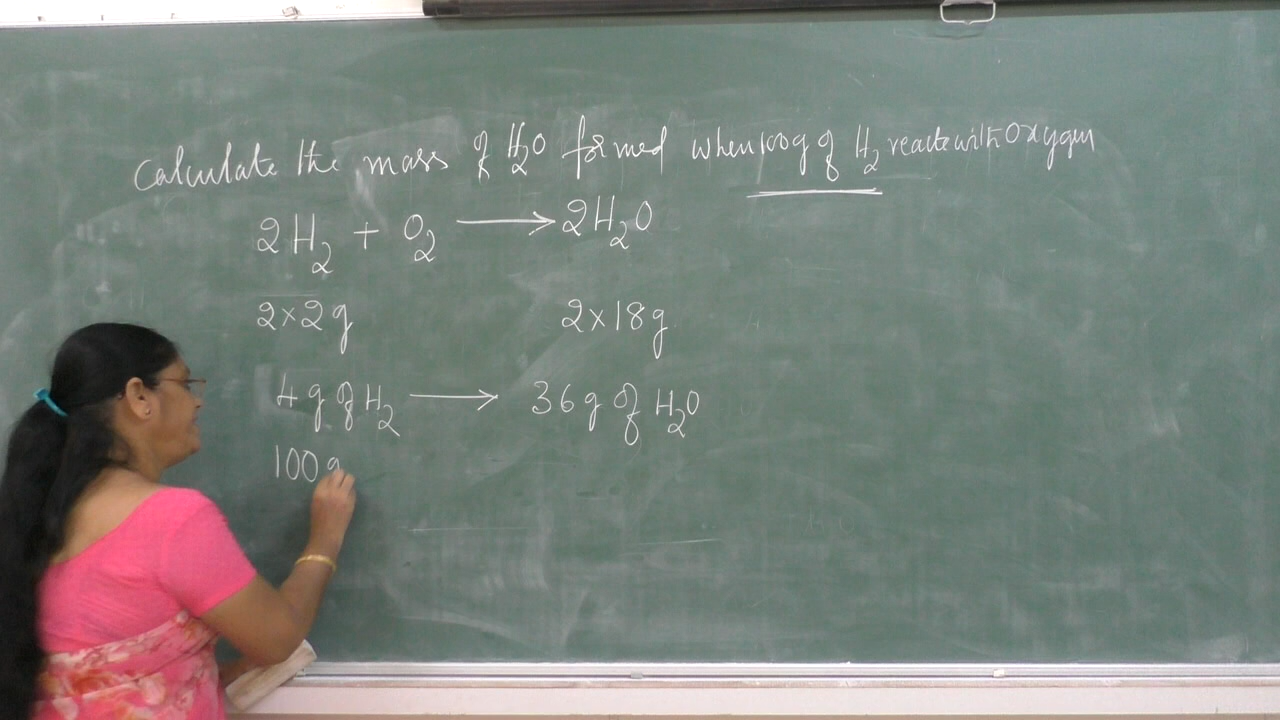 Calculate the mass of H₂O formed when 100g of H₂ reacts with Oxygen
2H₂ + O₂ ⟶ 2H₂O
2×2g 2×18g
4g of H₂ ⟶ 36g of H₂O
100g